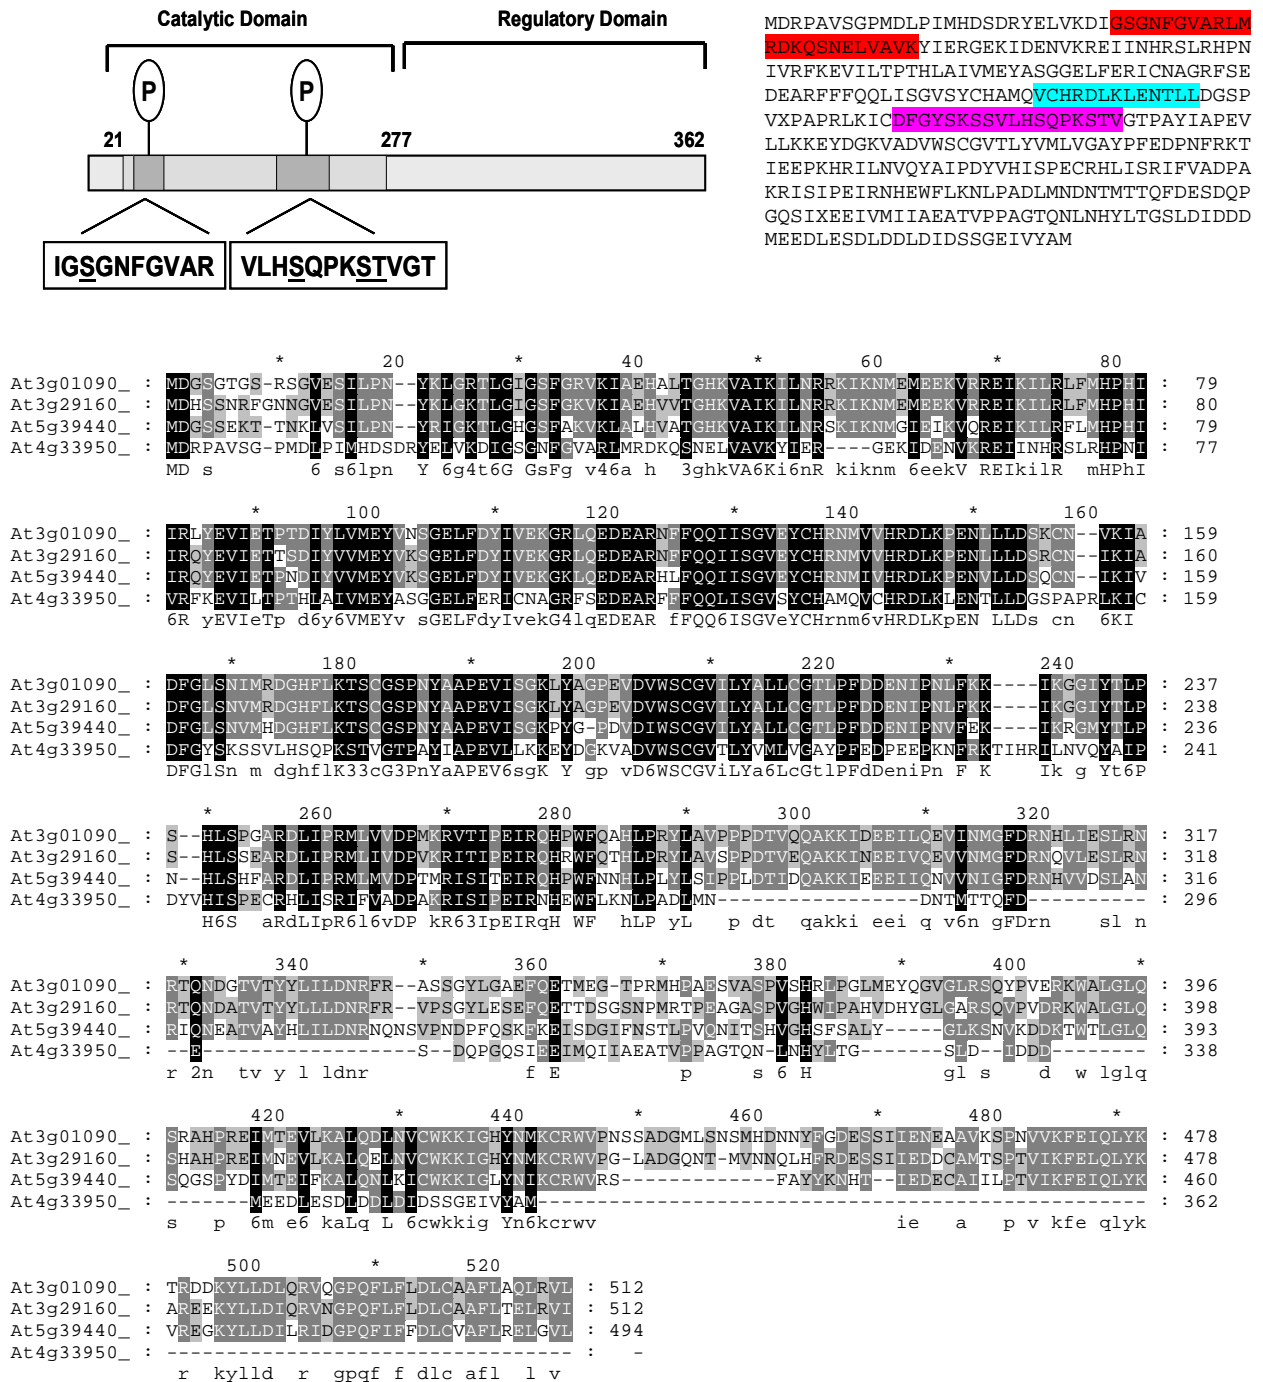 Catalytic Domain
Regulatory Domain
P
P
21
277
362
IGSGNFGVAR
VLHSQPKSTVGT
MDRPAVSGPMDLPIMHDSDRYELVKDIGSGNFGVARLM
RDKQSNELVAVKYIERGEKIDENVKREIINHRSLRHPN
IVRFKEVILTPTHLAIVMEYASGGELFERICNAGRFSE
DEARFFFQQLISGVSYCHAMQVCHRDLKLENTLLDGSP
VXPAPRLKICDFGYSKSSVLHSQPKSTVGTPAYIAPEV
LLKKEYDGKVADVWSCGVTLYVMLVGAYPFEDPNFRKT
IEEPKHRILNVQYAIPDYVHISPECRHLISRIFVADPA
KRISIPEIRNHEWFLKNLPADLMNDNTMTTQFDESDQP
GQSIXEEIVMIIAEATVPPAGTQNLNHYLTGSLDIDDD
MEEDLESDLDDLDIDSSGEIVYAM
* 20 * 40 * 60 * 80
At3g01090_ : MDGSGTGS-RSGVESILPN--YKLGRTLGIGSFGRVKIAEHALTGHKVAIKILNRRKIKNMEMEEKVRREIKILRLFMHPHI : 79
At3g29160_ : MDHSSNRFGNNGVESILPN--YKLGKTLGIGSFGKVKIAEHVVTGHKVAIKILNRRKIKNMEMEEKVRREIKILRLFMHPHI : 80
At5g39440_ : MDGSSEKT-TNKLVSILPN--YRIGKTLGHGSFAKVKLALHVATGHKVAIKILNRSKIKNMGIEIKVQREIKILRFLMHPHI : 79
At4g33950_ : MDRPAVSG-PMDLPIMHDSDRYELVKDIGSGNFGVARLMRDKQSNELVAVKYIER----GEKIDENVKREIINHRSLRHPNI : 77
MD s 6 s6lpn Y 6g4t6G GsFg v46a h 3ghkVA6Ki6nR kiknm 6eekV REIkilR mHPhI
* 100 * 120 * 140 * 160
At3g01090_ : IRLYEVIETPTDIYLVMEYVNSGELFDYIVEKGRLQEDEARNFFQQIISGVEYCHRNMVVHRDLKPENLLLDSKCN--VKIA : 159
At3g29160_ : IRQYEVIETTSDIYVVMEYVKSGELFDYIVEKGRLQEDEARNFFQQIISGVEYCHRNMVVHRDLKPENLLLDSRCN--IKIA : 160
At5g39440_ : IRQYEVIETPNDIYVVMEYVKSGELFDYIVEKGKLQEDEARHLFQQIISGVEYCHRNMIVHRDLKPENVLLDSQCN--IKIV : 159
At4g33950_ : VRFKEVILTPTHLAIVMEYASGGELFERICNAGRFSEDEARFFFQQLISGVSYCHAMQVCHRDLKLENTLLDGSPAPRLKIC : 159
6R yEVIeTp d6y6VMEYv sGELFdyIvekG4lqEDEAR fFQQ6ISGVeYCHrnm6vHRDLKpEN LLDs cn 6KI
* 180 * 200 * 220 * 240
At3g01090_ : DFGLSNIMRDGHFLKTSCGSPNYAAPEVISGKLYAGPEVDVWSCGVILYALLCGTLPFDDENIPNLFKK----IKGGIYTLP : 237
At3g29160_ : DFGLSNVMRDGHFLKTSCGSPNYAAPEVISGKLYAGPEVDVWSCGVILYALLCGTLPFDDENIPNLFKK----IKGGIYTLP : 238
At5g39440_ : DFGLSNVMHDGHFLKTSCGSPNYAAPEVISGKPYG-PDVDIWSCGVILYALLCGTLPFDDENIPNVFEK----IKRGMYTLP : 236
At4g33950_ : DFGYSKSSVLHSQPKSTVGTPAYIAPEVLLKKEYDGKVADVWSCGVTLYVMLVGAYPFEDPEEPKNFRKTIHRILNVQYAIP : 241
DFGlSn m dghflK33cG3PnYaAPEV6sgK Y gp vD6WSCGViLYa6LcGtlPFdDeniPn F K Ik g Yt6P
* 260 * 280 * 300 * 320
At3g01090_ : S--HLSPGARDLIPRMLVVDPMKRVTIPEIRQHPWFQAHLPRYLAVPPPDTVQQAKKIDEEILQEVINMGFDRNHLIESLRN : 317
At3g29160_ : S--HLSSEARDLIPRMLIVDPVKRITIPEIRQHRWFQTHLPRYLAVSPPDTVEQAKKINEEIVQEVVNMGFDRNQVLESLRN : 318
At5g39440_ : N--HLSHFARDLIPRMLMVDPTMRISITEIRQHPWFNNHLPLYLSIPPLDTIDQAKKIEEEIIQNVVNIGFDRNHVVDSLAN : 316
At4g33950_ : DYVHISPECRHLISRIFVADPAKRISIPEIRNHEWFLKNLPADLMN-----------------DNTMTTQFD---------- : 296
H6S aRdLIpR6l6vDP kR63IpEIRqH WF hLP yL p dt qakki eei q v6n gFDrn sl n
* 340 * 360 * 380 * 400 *
At3g01090_ : RTQNDGTVTYYLILDNRFR--ASSGYLGAEFQETMEG-TPRMHPAESVASPVSHRLPGLMEYQGVGLRSQYPVERKWALGLQ : 396
At3g29160_ : RTQNDATVTYYLLLDNRFR--VPSGYLESEFQETTDSGSNPMRTPEAGASPVGHWIPAHVDHYGLGARSQVPVDRKWALGLQ : 398
At5g39440_ : RIQNEATVAYHLILDNRNQNSVPNDPFQSKFKEISDGIFNSTLPVQNITSHVGHSFSALY-----GLKSNVKDDKTWTLGLQ : 393
At4g33950_ : --E------------------S--DQPGQSIEEIMQIIAEATVPPAGTQN-LNHYLTG-------SLD--IDDD-------- : 338
r 2n tv y l ldnr f E p s 6 H gl s d w lglq
420 * 440 * 460 * 480 *
At3g01090_ : SRAHPREIMTEVLKALQDLNVCWKKIGHYNMKCRWVPNSSADGMLSNSMHDNNYFGDESSIIENEAAVKSPNVVKFEIQLYK : 478
At3g29160_ : SHAHPREIMNEVLKALQELNVCWKKIGHYNMKCRWVPG-LADGQNT-MVNNQLHFRDESSIIEDDCAMTSPTVIKFELQLYK : 478
At5g39440_ : SQGSPYDIMTEIFKALQNLKICWKKIGLYNIKCRWVRS-------------FAYYKNHT--IEDECAIILPTVIKFEIQLYK : 460
At4g33950_ : -------MEEDLESDLDDLDIDSSGEIVYAM--------------------------------------------------- : 362
s p 6m e6 kaLq L 6cwkkig Yn6kcrwv ie a p v kfe qlyk
500 * 520
At3g01090_ : TRDDKYLLDLQRVQGPQFLFLDLCAAFLAQLRVL : 512
At3g29160_ : AREEKYLLDIQRVNGPQFLFLDLCAAFLTELRVI : 512
At5g39440_ : VREGKYLLDILRIDGPQFIFFDLCVAFLRELGVL : 494
At4g33950_ : ---------------------------------- : -
r kylld r gpqf f dlc afl l v